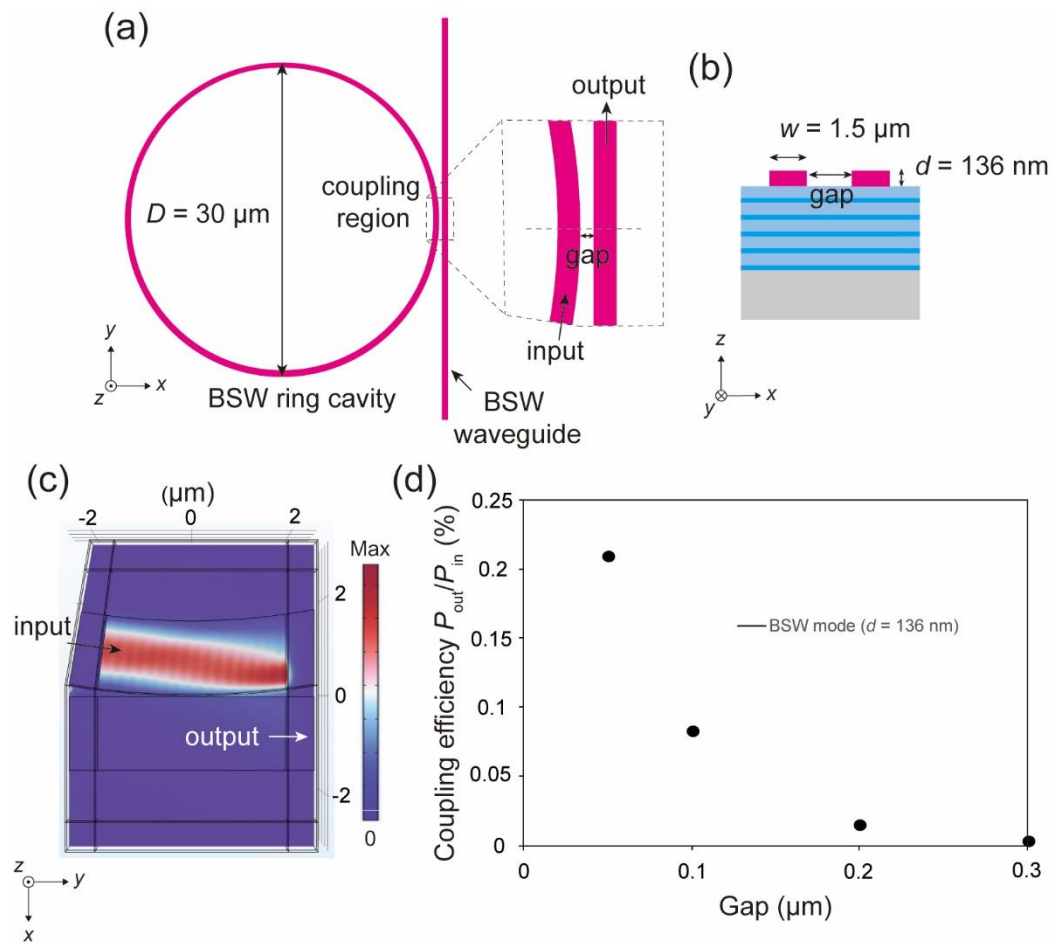 (a)
D = 30 µm
coupling
region
y
z
x
BSW ring cavity
BSW
waveguide
output
gap
input
(b)
w = 1.5 µm
d = 136 nm
gap
z
y
x
(c)
(µm)
-2
0
2
Max
2
0
-2
0
input
output
z
y
x
(d)
Coupling efficiency Pout/Pin (%)
0.25
0.2
0.15
0.1
0.05
0
BSW mode (d = 136 nm)
0
0.1
0.2
0.3
Gap (µm)